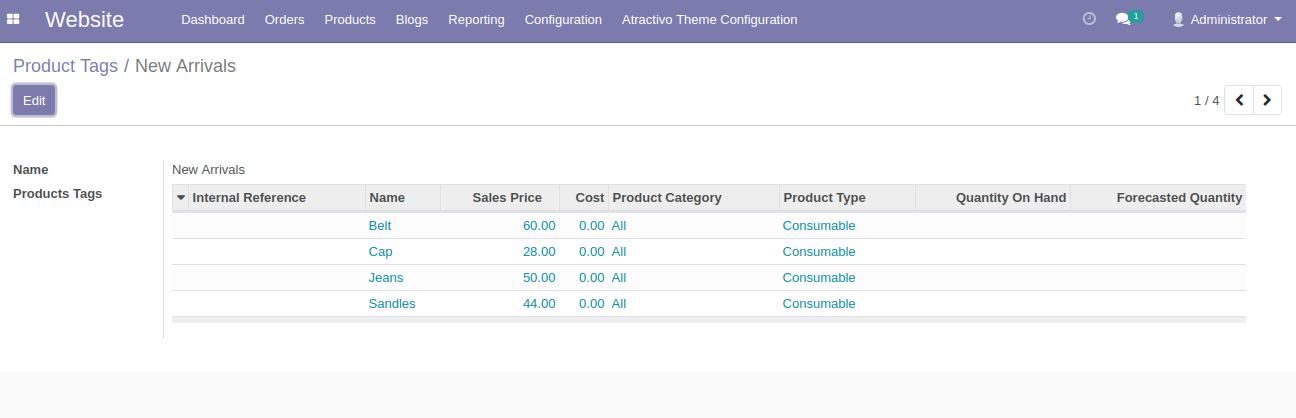 Website Dashboard Orders Products Blogs Reporting Configuration Atractivo Theme Configuration 1 Administrator
Product Tags / New Arrivals
Edit 1 / 4
Name New Arrivals
Products Tags
Internal Reference Name Sales Price Cost Product Category Product Type Quantity On Hand Forecasted Quantity
Belt 60.00 0.00 All Consumable
Cap 28.00 0.00 All Consumable
Jeans 50.00 0.00 All Consumable
Sandles 44.00 0.00 All Consumable